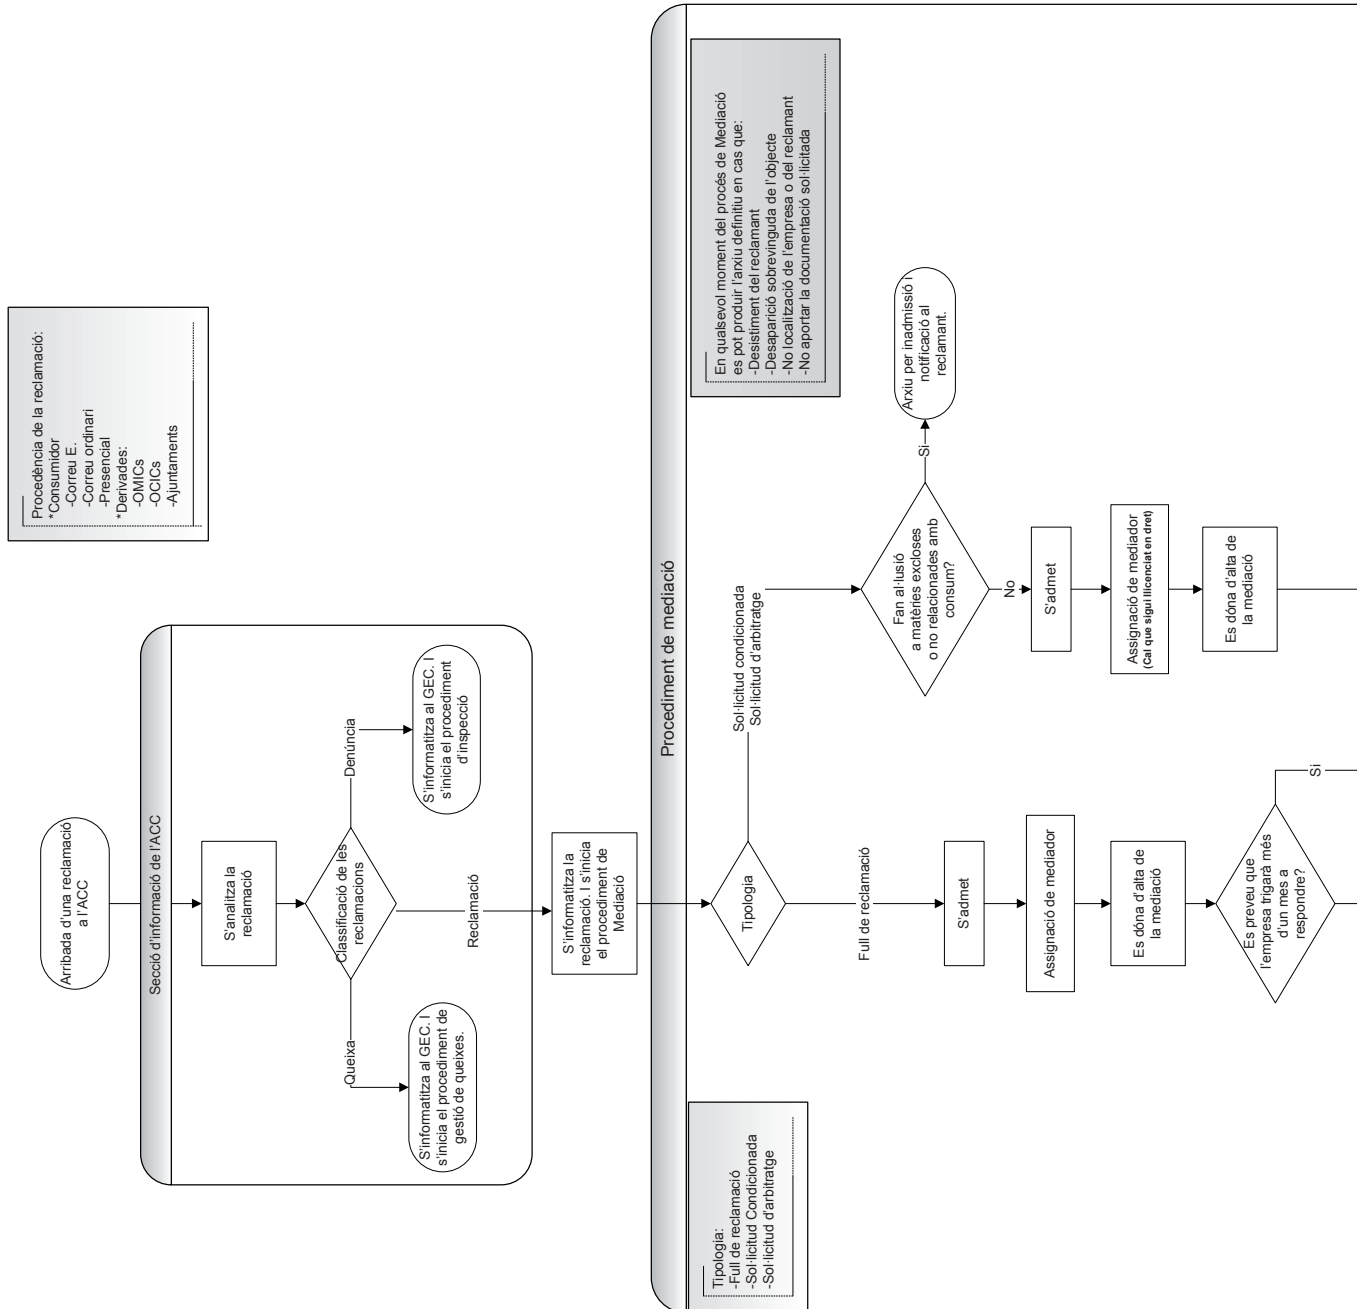 Procedència de la reclamació:
*Consumidor
-Correu E.
-Correu ordinari
-Presencial
*Derivades:
-OMICs
-OCICs
-Ajuntaments
Arribada d'una reclamació
a l'ACC
Secció d'informació de l'ACC
S'analitza la
reclamació
Classificació de les
reclamacions
Queixa
Denúncia
S'informatitza al GEC. I
s'inicia el procediment de
gestió de queixes.
S'informatitza al GEC. I
s'inicia el procediment
d'inspecció
Reclamació
S'informatitza la
reclamació. I s'inicia
el procediment de
Mediació
Procediment de mediació
Tipologia:
-Full de reclamació
-Sol·licitud Condicionada
-Sol·licitud d'arbitratge
En qualsevol moment del procés de Mediació
es pot produir l'arxiu definitiu en cas que:
-Desistiment del reclamant
-Desaparició sobrevinguda de l'objecte
-No localització de l'empresa o del reclamant
-No aportar la documentació sol·licitada
Tipologia
Sol·licitud condicionada
Sol·licitud d'arbitratge
Full de reclamació
S'admet
Assignació de mediador
Es dóna d'alta de
la mediació
Es preveu que
l'empresa trigarà més
d'un mes a
respondre?
Si
Fan al·lusió
a matèries excloses
o no relacionades amb
consum?
Si
Arxiu per inadmissió i
notificació al
reclamant.
No
S'admet
Assignació de mediador
(Cal que sigui llicenciat en dret)
Es dóna d'alta de
la mediació